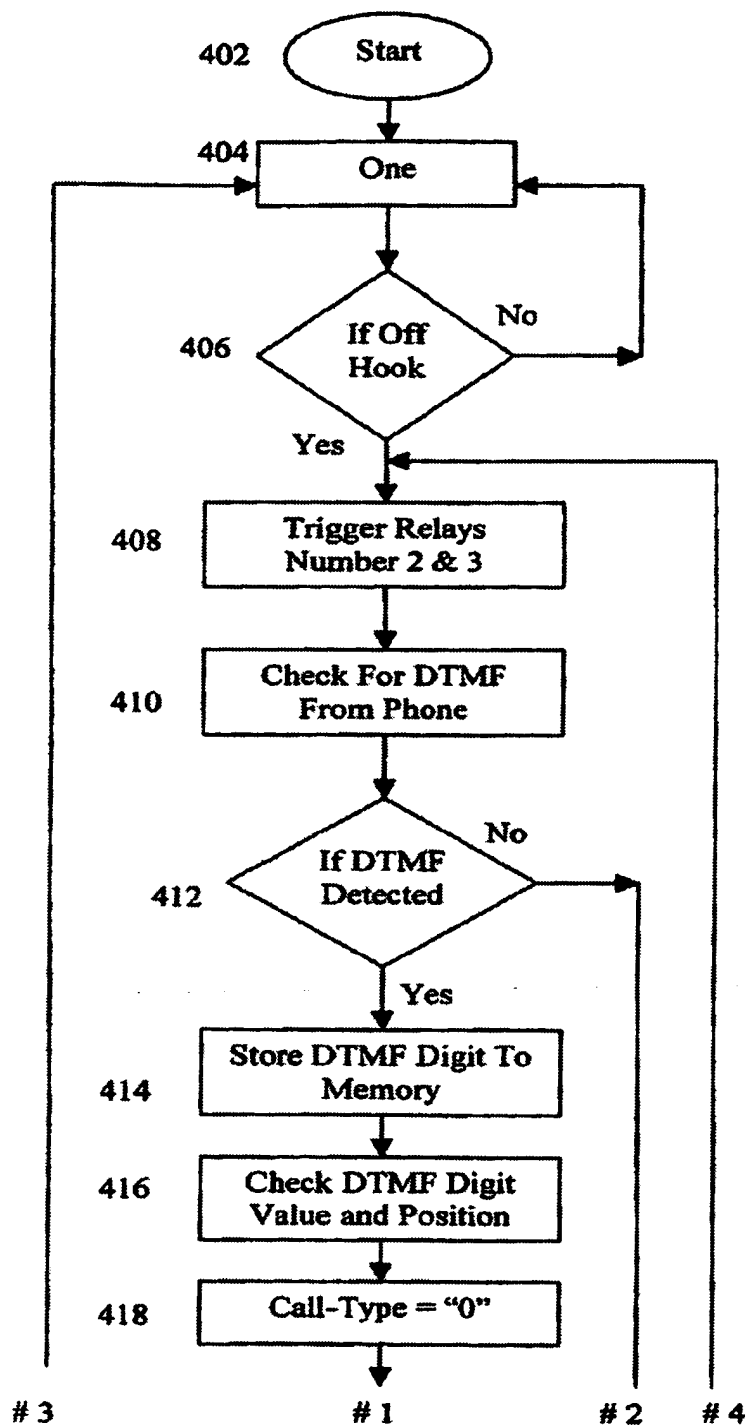 402
Start
404
One
406
If Off
Hook
No
Yes
408
Trigger Relays
Number 2 & 3
410
Check For DTMF
From Phone
412
If DTMF
Detected
No
Yes
414
Store DTMF Digit To
Memory
416
Check DTMF Digit
Value and Position
418
Call-Type = “0”
# 3
# 1
# 2
# 4